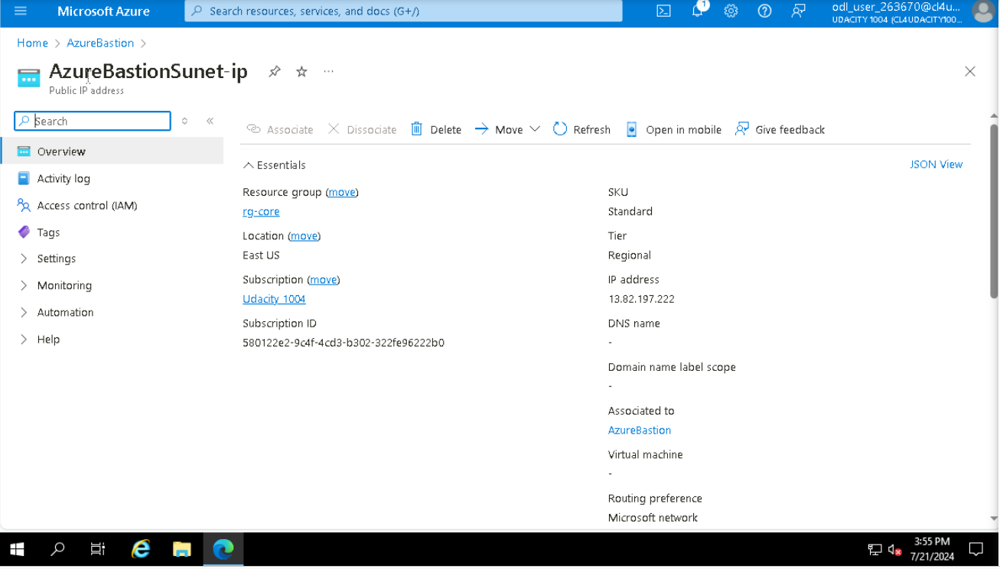 Microsoft Azure
Search resources, services, and docs (G+/)
1
odl_user_263670@cl4u...
UDACITY 1004 (CL4UDACITY100...
Home > AzureBastion >
AzureBastionSunet-ip
...
Public IP address
Search
Associate
Dissociate
Delete
Move
Refresh
Open in mobile
Give feedback
Overview
Activity log
Access control (IAM)
Tags
Settings
Monitoring
Automation
Help
Essentials
JSON View
Resource group (move)
rg-core
Location (move)
East US
Subscription (move)
Udacity 1004
Subscription ID
580122e2-9c4f-4cd3-b302-322fe96222b0
SKU
Standard
Tier
Regional
IP address
13.82.197.222
DNS name
-
Domain name label scope
-
Associated to
AzureBastion
Virtual machine
-
Routing preference
Microsoft network
3:55 PM
7/21/2024